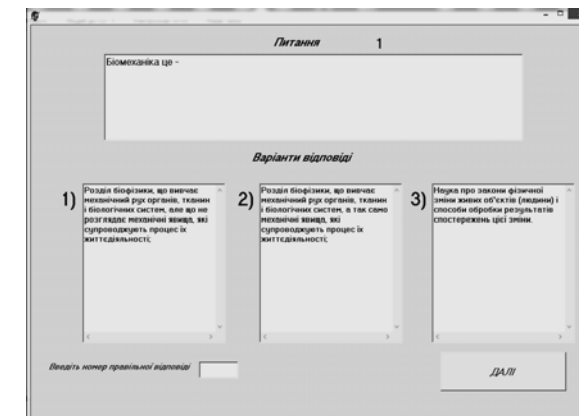 Питання 1
Біомеханіка це -
Варіанти відповіді
1)
Розділ біофізики, що вивчає
механічний рух органів, тканин
і біологічних систем, але що не
розглядає механічні явища, які
супроводжують процес їх
життєдіяльності;
2)
Розділ біофізики, що вивчає
механічний рух органів, тканин
і біологічних систем, а так само
механічні явища, які
супроводжують процес їх
життєдіяльності;
3)
Наука про закони фізичної
зміни живих об'єктів (людини) і
способи обробки результатів
спостережень цієї зміни.
Введіть номер правильної відповіді
ДАЛІ